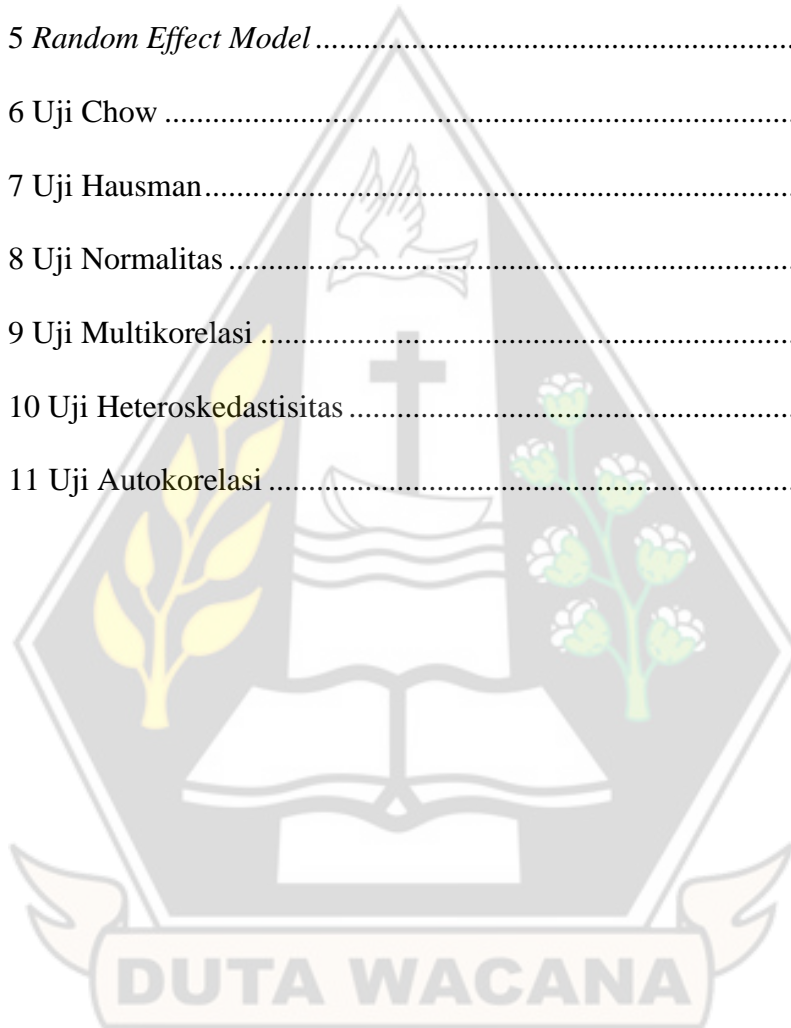 5 Random Effect Model ........................................................................
6 Uji Chow ........................................................................
7 Uji Hausman ........................................................................
8 Uji Normalitas ........................................................................
9 Uji Multikorelasi ........................................................................
10 Uji Heteroskedastisitas ........................................................................
11 Uji Autokorelasi ........................................................................
DUTA WACANA